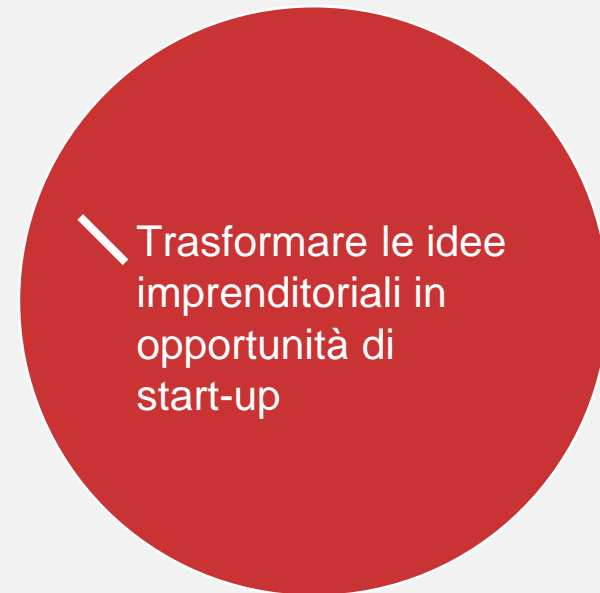 Trasformare le idee
imprenditoriali in
opportunità di
start-up